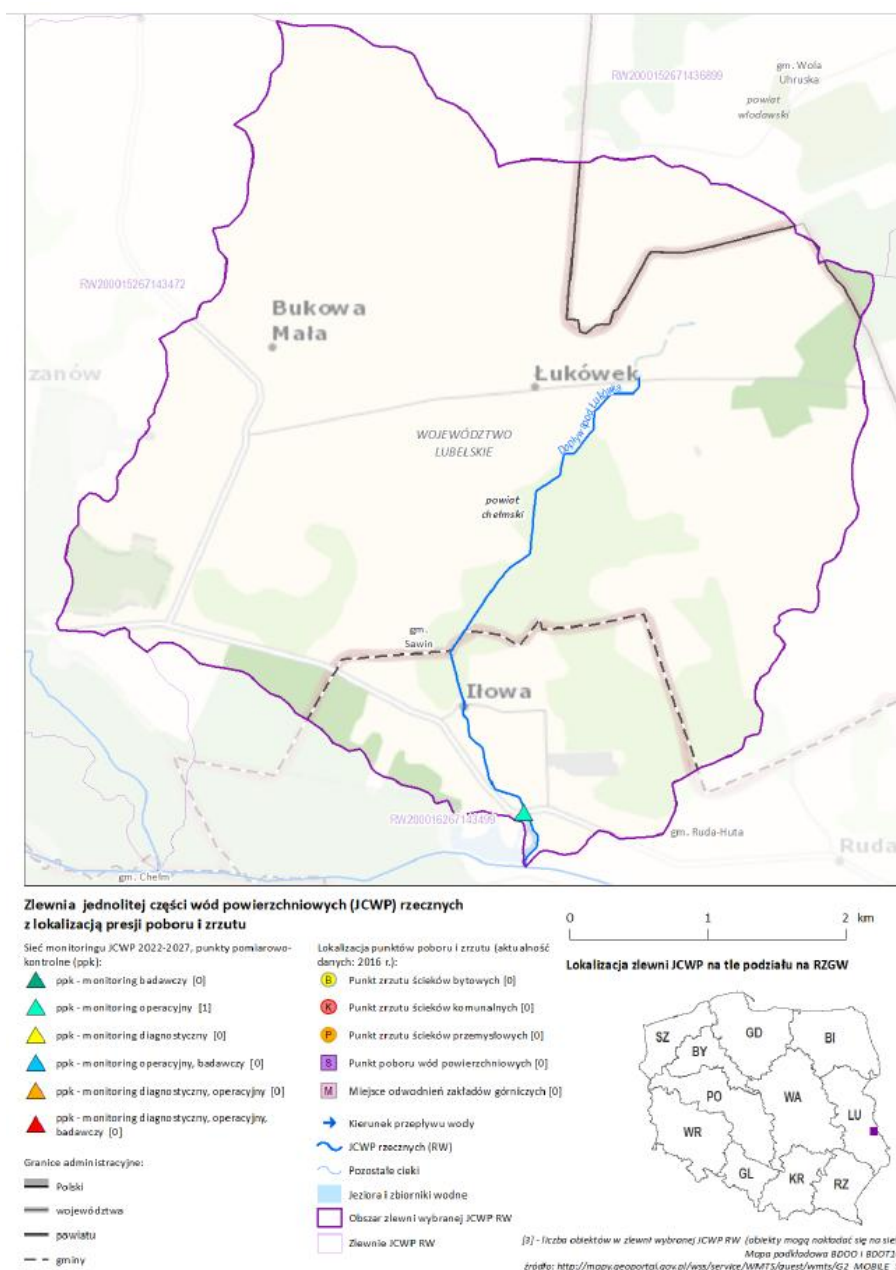 gm. Wola
Uhruska
RW2000152671436899
powiat
włodawski
RW200015267143472
Bukowa
Mała
zanów
Łukówek
Dopływ spod Łukówka
WOJEWÓDZTWO
LUBELSKIE
powiat
chełmski
gm.
Sawin
Iłowa
RW200016267143499
gm. Ruda-Huta
Ruda
gm. Chełm
Zlewnia jednolitej części wód powierzchniowych (JCWP) rzecznych
z lokalizacją presji poboru i zrzutu
Sieć monitoringu JCWP 2022-2027, punkty pomiarowo-
kontrolne (ppk):
ppk - monitoring badawczy [0]
ppk - monitoring operacyjny [1]
ppk - monitoring diagnostyczny [0]
ppk - monitoring operacyjny, badawczy [0]
ppk - monitoring diagnostyczny, operacyjny [0]
ppk - monitoring diagnostyczny, operacyjny,
badawczy [0]
Granice administracyjne:
Polski
województwa
powiatu
gminy
Lokalizacja punktów poboru i zrzutu (aktualność
danych: 2016 r.):
B Punkt zrzutu ścieków bytowych [0]
K Punkt zrzutu ścieków komunalnych [0]
P Punkt zrzutu ścieków przemysłowych [0]
S Punkt poboru wód powierzchniowych [0]
M Miejsce odwodnień zakładów górniczych [0]
Kierunek przepływu wody
JCWP rzecznych (RW)
Pozostałe cieki
Jeziora i zbiorniki wodne
Obszar zlewni wybranej JCWP RW
Zlewnie JCWP RW
0 1 2 km
Lokalizacja zlewni JCWP na tle podziału na RZGW
SZ
GD
BI
BY
PO
WA
WR
LU
GL
KR
RZ
[3] - liczba obiektów w zlewni wybranej JCWP RW (obiekty mogą nakładać się na sie
Mapa podkładowa BDOO i BDOT2
źródło: http://mapy.geoportal.gov.pl/wss/service/WMTS/guest/wmts/G2_MOBILE